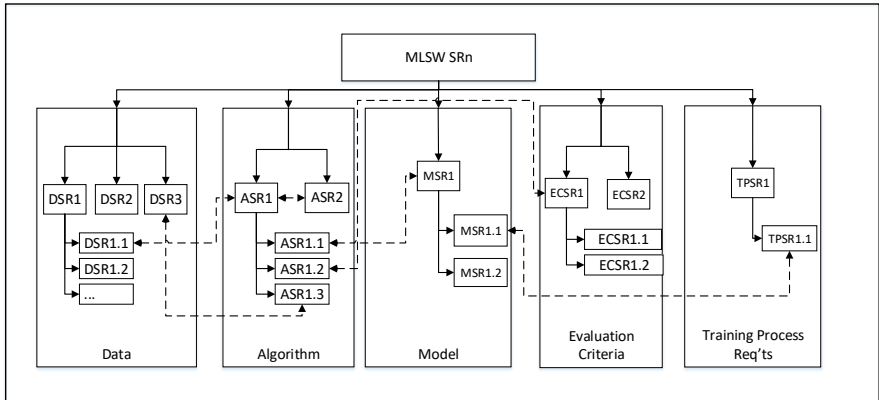 MLSW SRn
DSR1
DSR2
DSR3
DSR1.1
DSR1.2
...
Data
ASR1
ASR2
ASR1.1
ASR1.2
ASR1.3
Algorithm
MSR1
MSR1.1
MSR1.2
Model
ECSR1
ECSR2
ECSR1.1
ECSR1.2
Evaluation
Criteria
TPSR1
TPSR1.1
Training Process
Req'ts